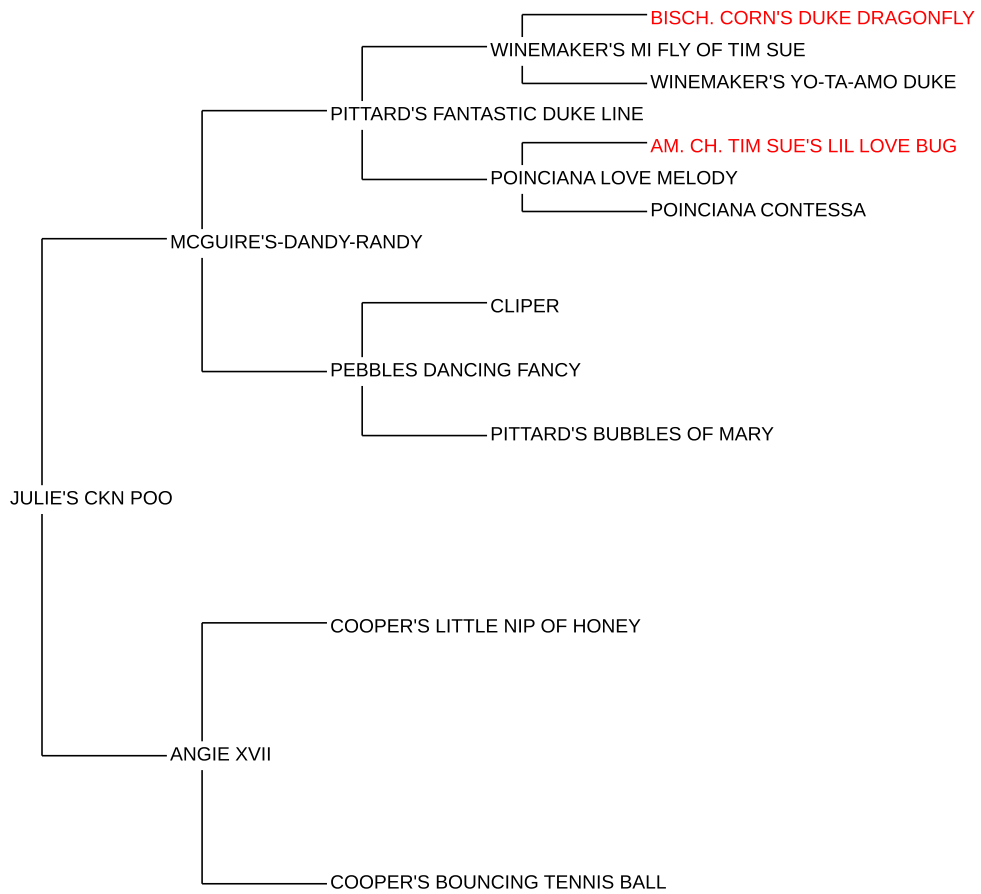 BISCH. CORN'S DUKE DRAGONFLY
WINEMAKER'S MI FLY OF TIM SUE
WINEMAKER'S YO-TA-AMO DUKE
PITTARD'S FANTASTIC DUKE LINE
AM. CH. TIM SUE'S LIL LOVE BUG
POINCIANA LOVE MELODY
POINCIANA CONTESSA
MCGUIRE'S-DANDY-RANDY
CLIPER
PEBBLES DANCING FANCY
PITTARD'S BUBBLES OF MARY
JULIE'S CKN POO
COOPER'S LITTLE NIP OF HONEY
ANGIE XVII
COOPER'S BOUNCING TENNIS BALL